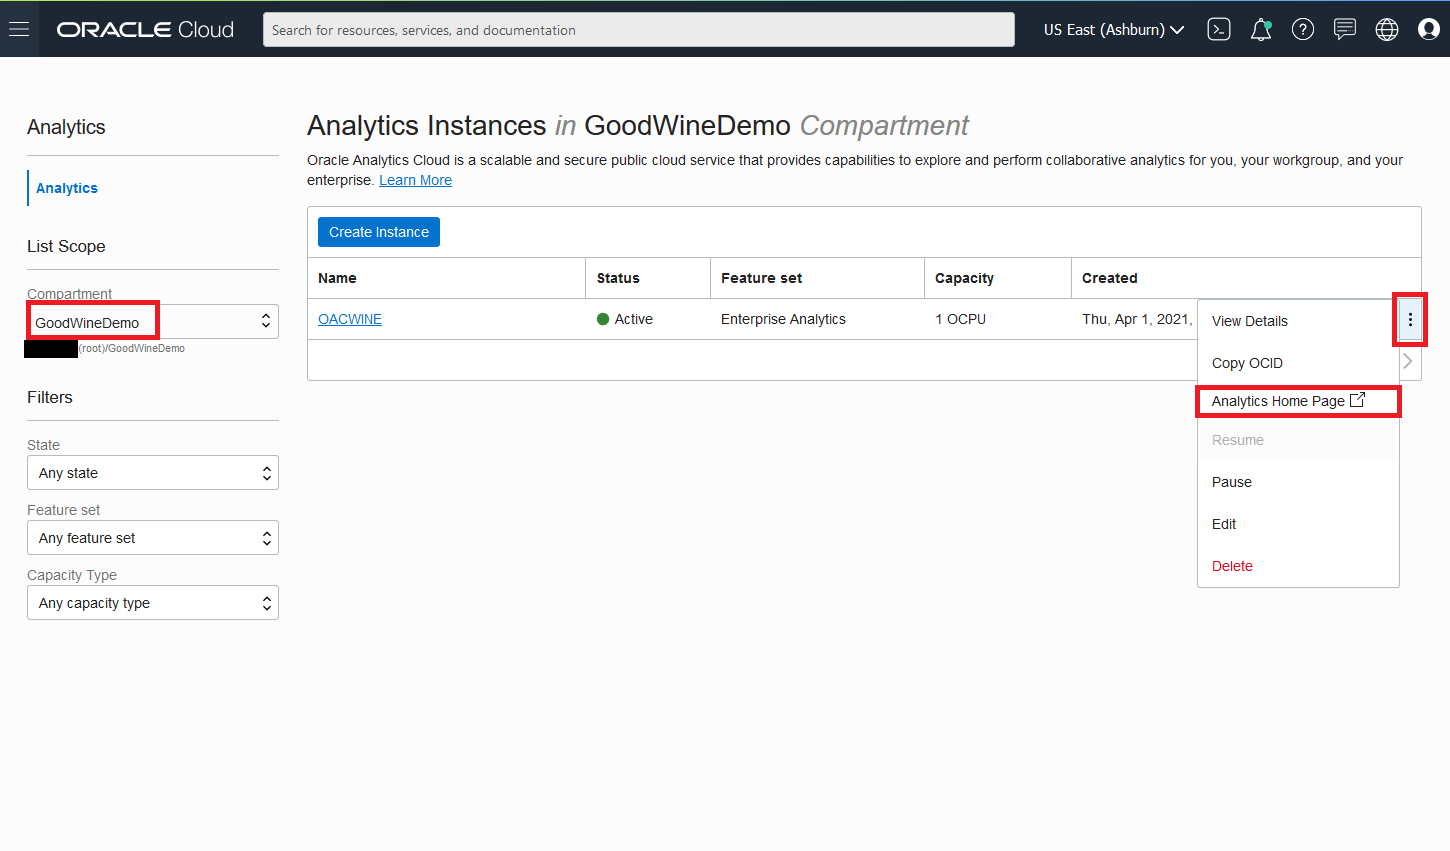 ORACLE Cloud
Search for resources, services, and documentation
US East (Ashburn)
Analytics
Analytics
List Scope
Compartment
GoodWineDemo
(root)/GoodWineDemo
Filters
State
Any state
Feature set
Any feature set
Capacity Type
Any capacity type
Analytics Instances in GoodWineDemo Compartment
Oracle Analytics Cloud is a scalable and secure public cloud service that provides capabilities to explore and perform collaborative analytics for you, your workgroup, and your
enterprise. Learn More
Create Instance
Name Status Feature set Capacity Created
OACWINE Active Enterprise Analytics 1 OCPU Thu, Apr 1, 2021,
View Details
Copy OCID
Analytics Home Page
Resume
Pause
Edit
Delete